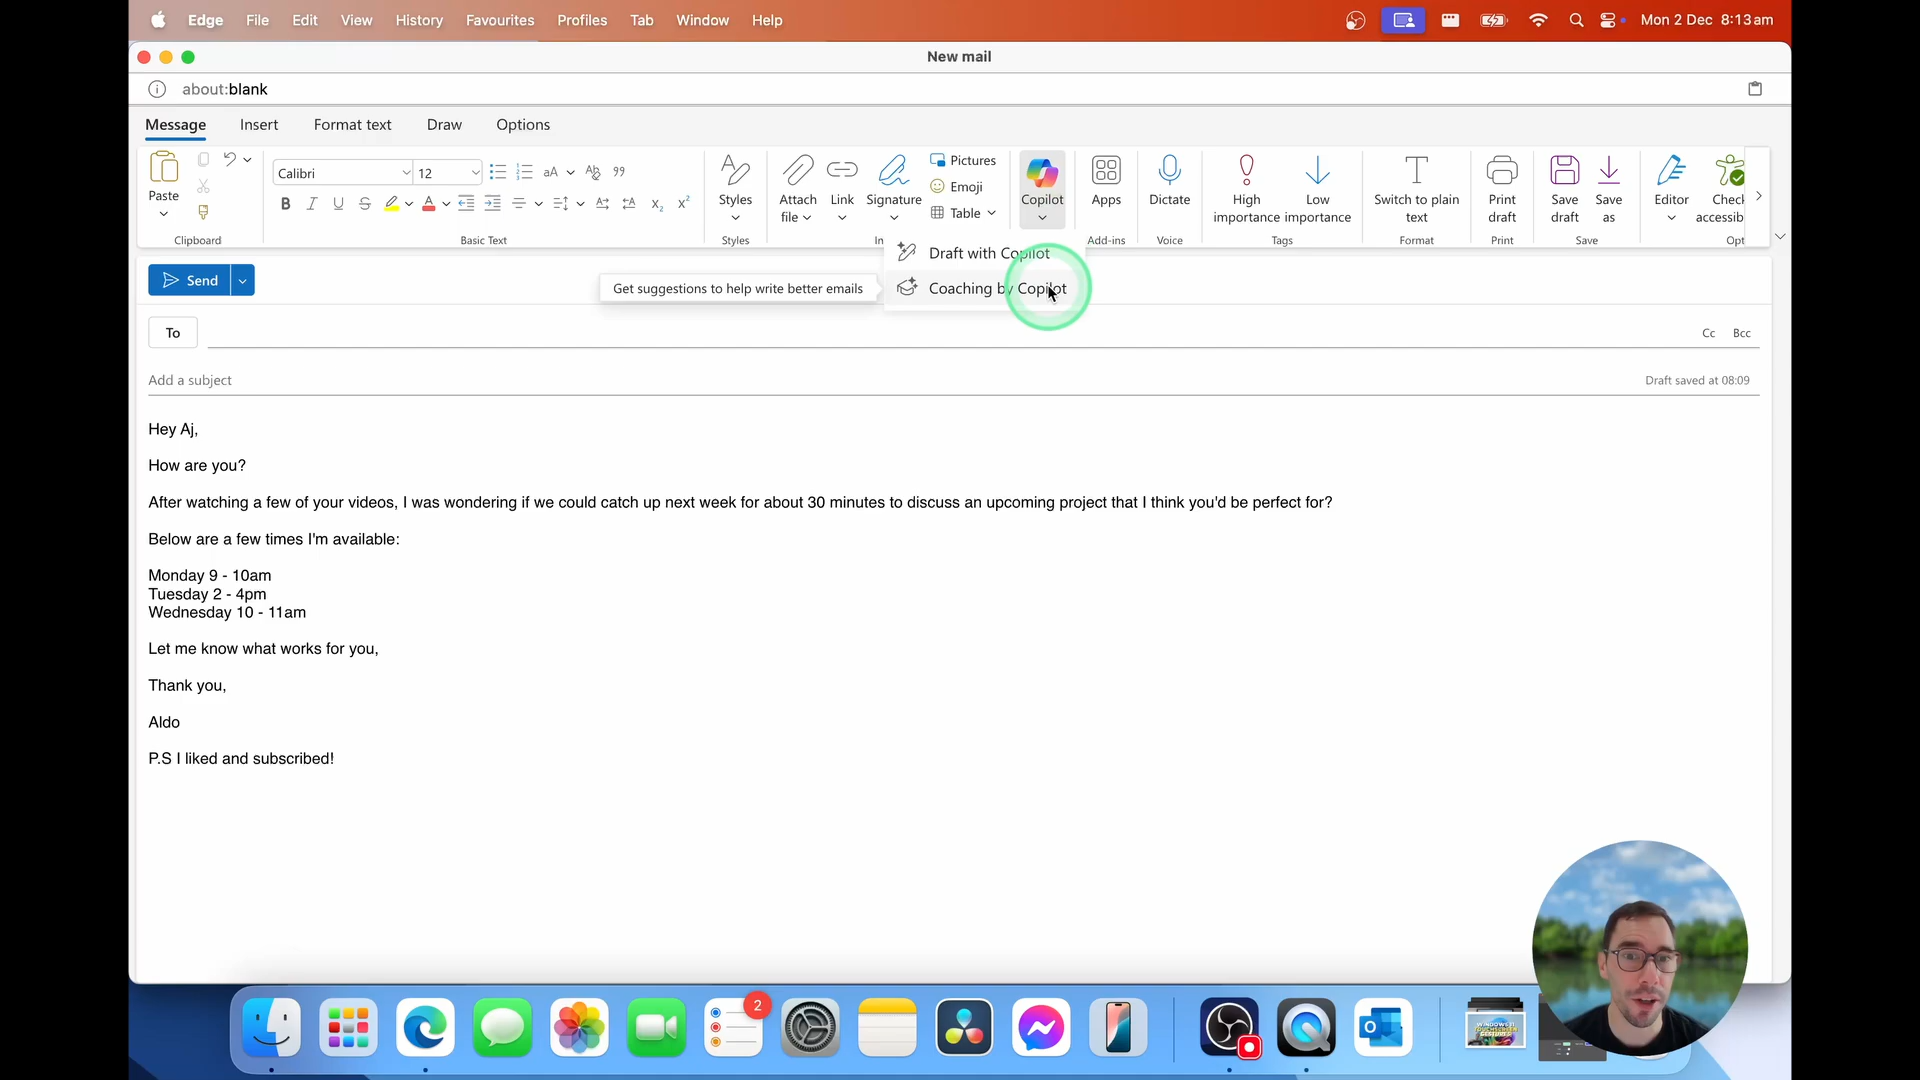 Edge File Edit View History Favourites Profiles Tab Window Help Mon 2 Dec 8:13am
New mail
about:blank
Message Insert Format text Draw Options
Paste
Calibri 12
Styles
Attach file
Link
Signature
Pictures
Emoji
Table
Copilot
Apps
Dictate
High importance
Low importance
Switch to plain text
Print draft
Save draft
Save as
Editor
Check accessib
Clipboard Basic Text Styles In Add-ins Voice Tags Format Print Save Opt
Draft with Copilot
Send
Get suggestions to help write better emails
Coaching by Copilot
To Cc Bcc
Add a subject Draft saved at 08:09
Hey Aj,
How are you?
After watching a few of your videos, I was wondering if we could catch up next week for about 30 minutes to discuss an upcoming project that I think you'd be perfect for?
Below are a few times I'm available:
Monday 9 - 10am
Tuesday 2 - 4pm
Wednesday 10 - 11am
Let me know what works for you,
Thank you,
Aldo
P.S I liked and subscribed!
2